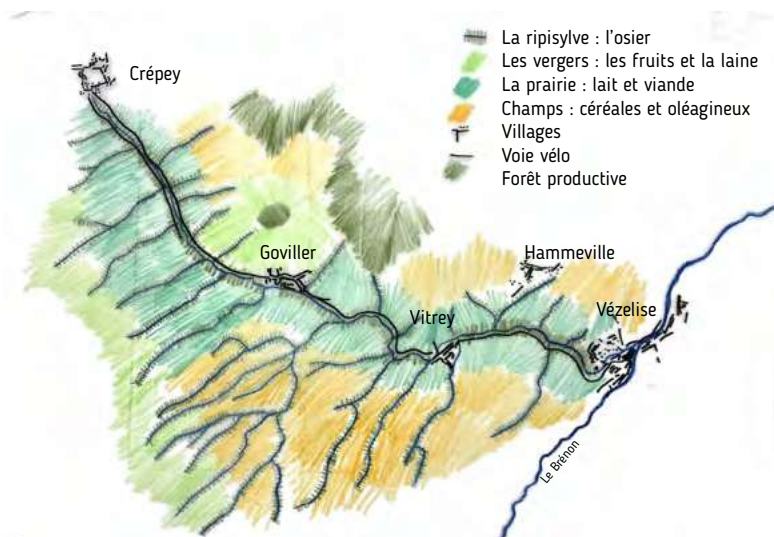 La ripisylve : l'osier
Les vergers : les fruits et la laine
La prairie : lait et viande
Champs : céréales et oléagineux
Villages
Voie vélo
Forêt productive
Crépey
Goviller
Hammeville
Vitrey
Vézelise
Le Brénon